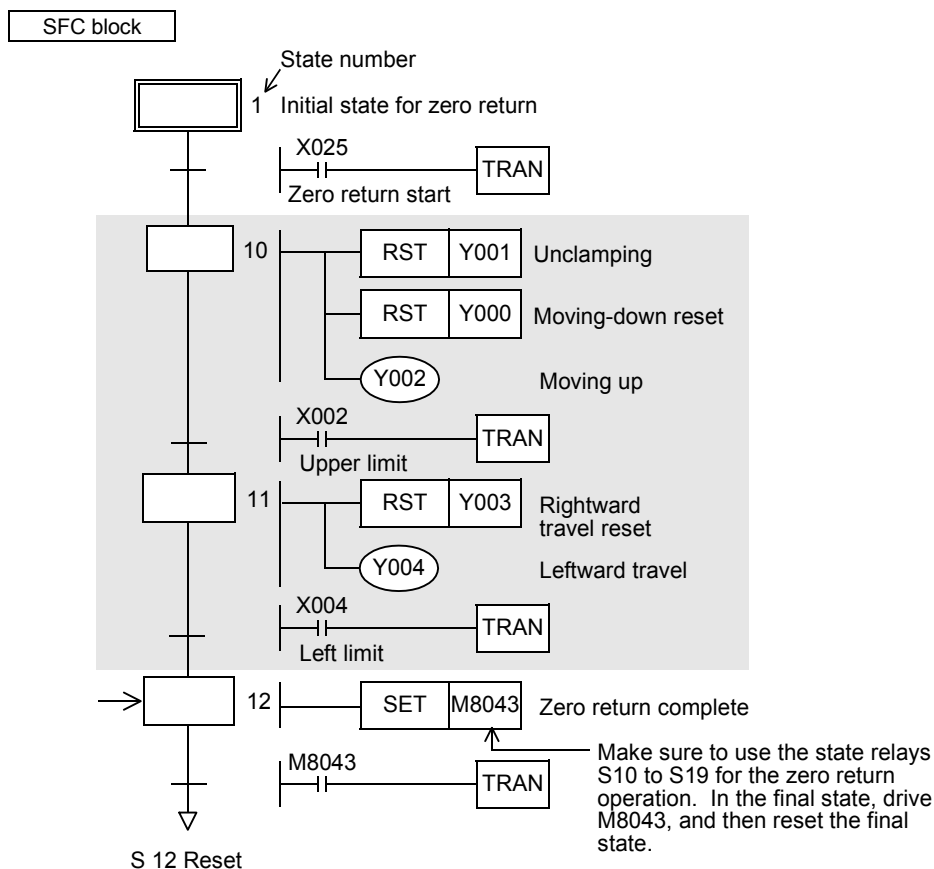 SFC block
State number
1 Initial state for zero return
X025
TRAN
Zero return start
10
RST Y001 Unclamping
RST Y000 Moving-down reset
Y002 Moving up
X002
TRAN
Upper limit
11
RST Y003 Rightward
travel reset
Y004 Leftward travel
X004
TRAN
Left limit
12 SET M8043 Zero return complete
M8043
TRAN
Make sure to use the state relays
S10 to S19 for the zero return
operation. In the final state, drive
M8043, and then reset the final
state.
S 12 Reset